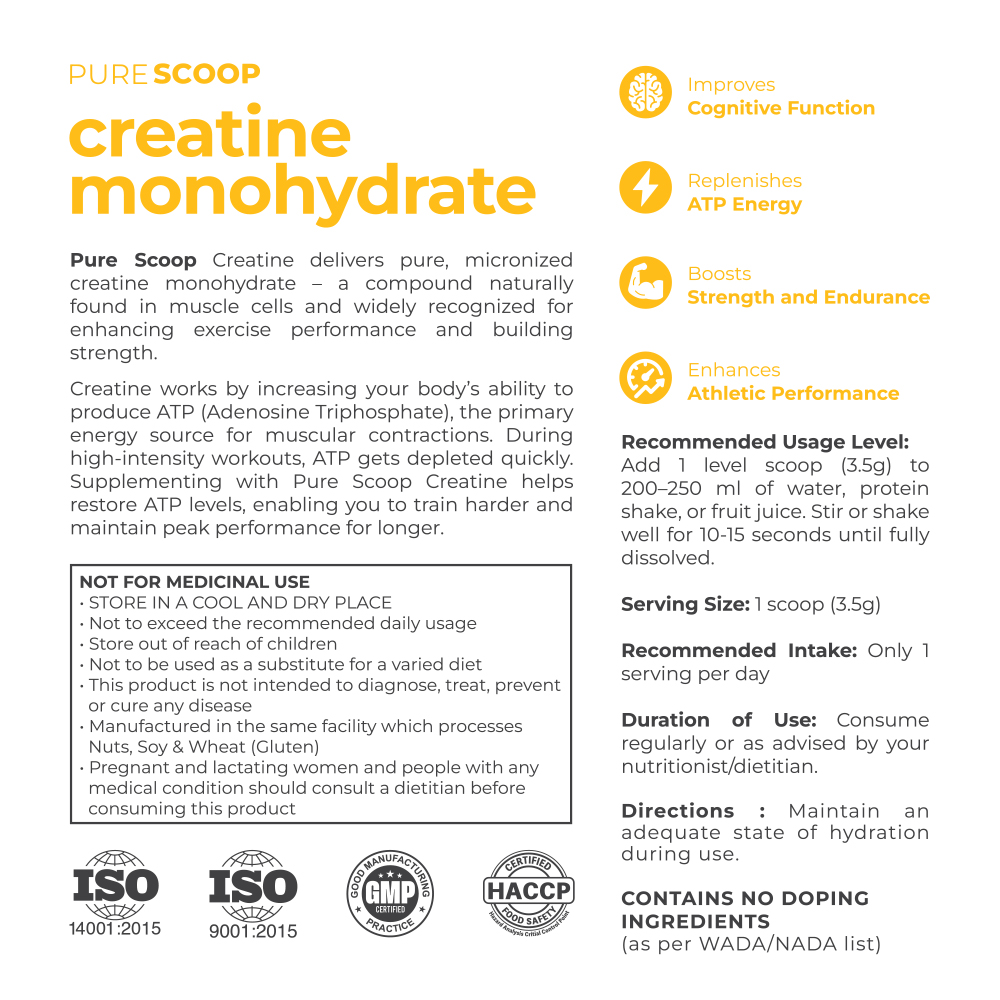 PURE SCOOP
creatine
monohydrate
Pure Scoop Creatine delivers pure, micronized
creatine monohydrate – a compound naturally
found in muscle cells and widely recognized for
enhancing exercise performance and building
strength.
Creatine works by increasing your body's ability to
produce ATP (Adenosine Triphosphate), the primary
energy source for muscular contractions. During
high-intensity workouts, ATP gets depleted quickly.
Supplementing with Pure Scoop Creatine helps
restore ATP levels, enabling you to train harder and
maintain peak performance for longer.
NOT FOR MEDICINAL USE
• STORE IN A COOL AND DRY PLACE
• Not to exceed the recommended daily usage
• Store out of reach of children
• Not to be used as a substitute for a varied diet
• This product is not intended to diagnose, treat, prevent
or cure any disease
• Manufactured in the same facility which processes
Nuts, Soy & Wheat (Gluten)
• Pregnant and lactating women and people with any
medical condition should consult a dietitian before
consuming this product
ISO
14001:2015
ISO
9001:2015
GOOD MANUFACTURING
GMP
CERTIFIED
PRACTICE
CERTIFIED
HACCP
FOOD SAFETY
Hazard Analysis Critial Control Point
Improves
Cognitive Function
Replenishes
ATP Energy
Boosts
Strength and Endurance
Enhances
Athletic Performance
Recommended Usage Level:
Add 1 level scoop (3.5g) to
200–250 ml of water, protein
shake, or fruit juice. Stir or shake
well for 10-15 seconds until fully
dissolved.
Serving Size: 1 scoop (3.5g)
Recommended Intake: Only 1
serving per day
Duration of Use: Consume
regularly or as advised by your
nutritionist/dietitian.
Directions : Maintain an
adequate state of hydration
during use.
CONTAINS NO DOPING
INGREDIENTS
(as per WADA/NADA list)